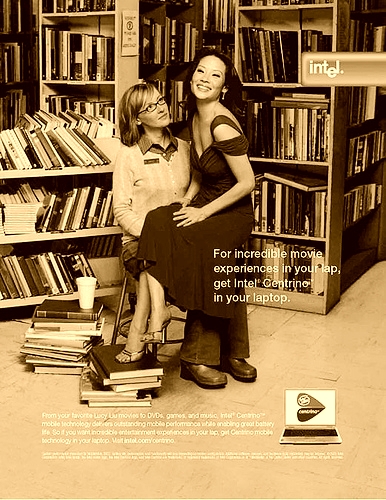 intel.
For incredible movie
experiences in your lap,
get Intel® Centrino™
in your laptop.
From your favorite Lucy Liu movies to DVDs, games, and music, Intel® Centrino™
mobile technology delivers outstanding mobile performance while enabling great battery
life. So if you want incredible entertainment experiences in your lap, get Centrino mobile
technology in your laptop. Visit intel.com/centrino.
centrino